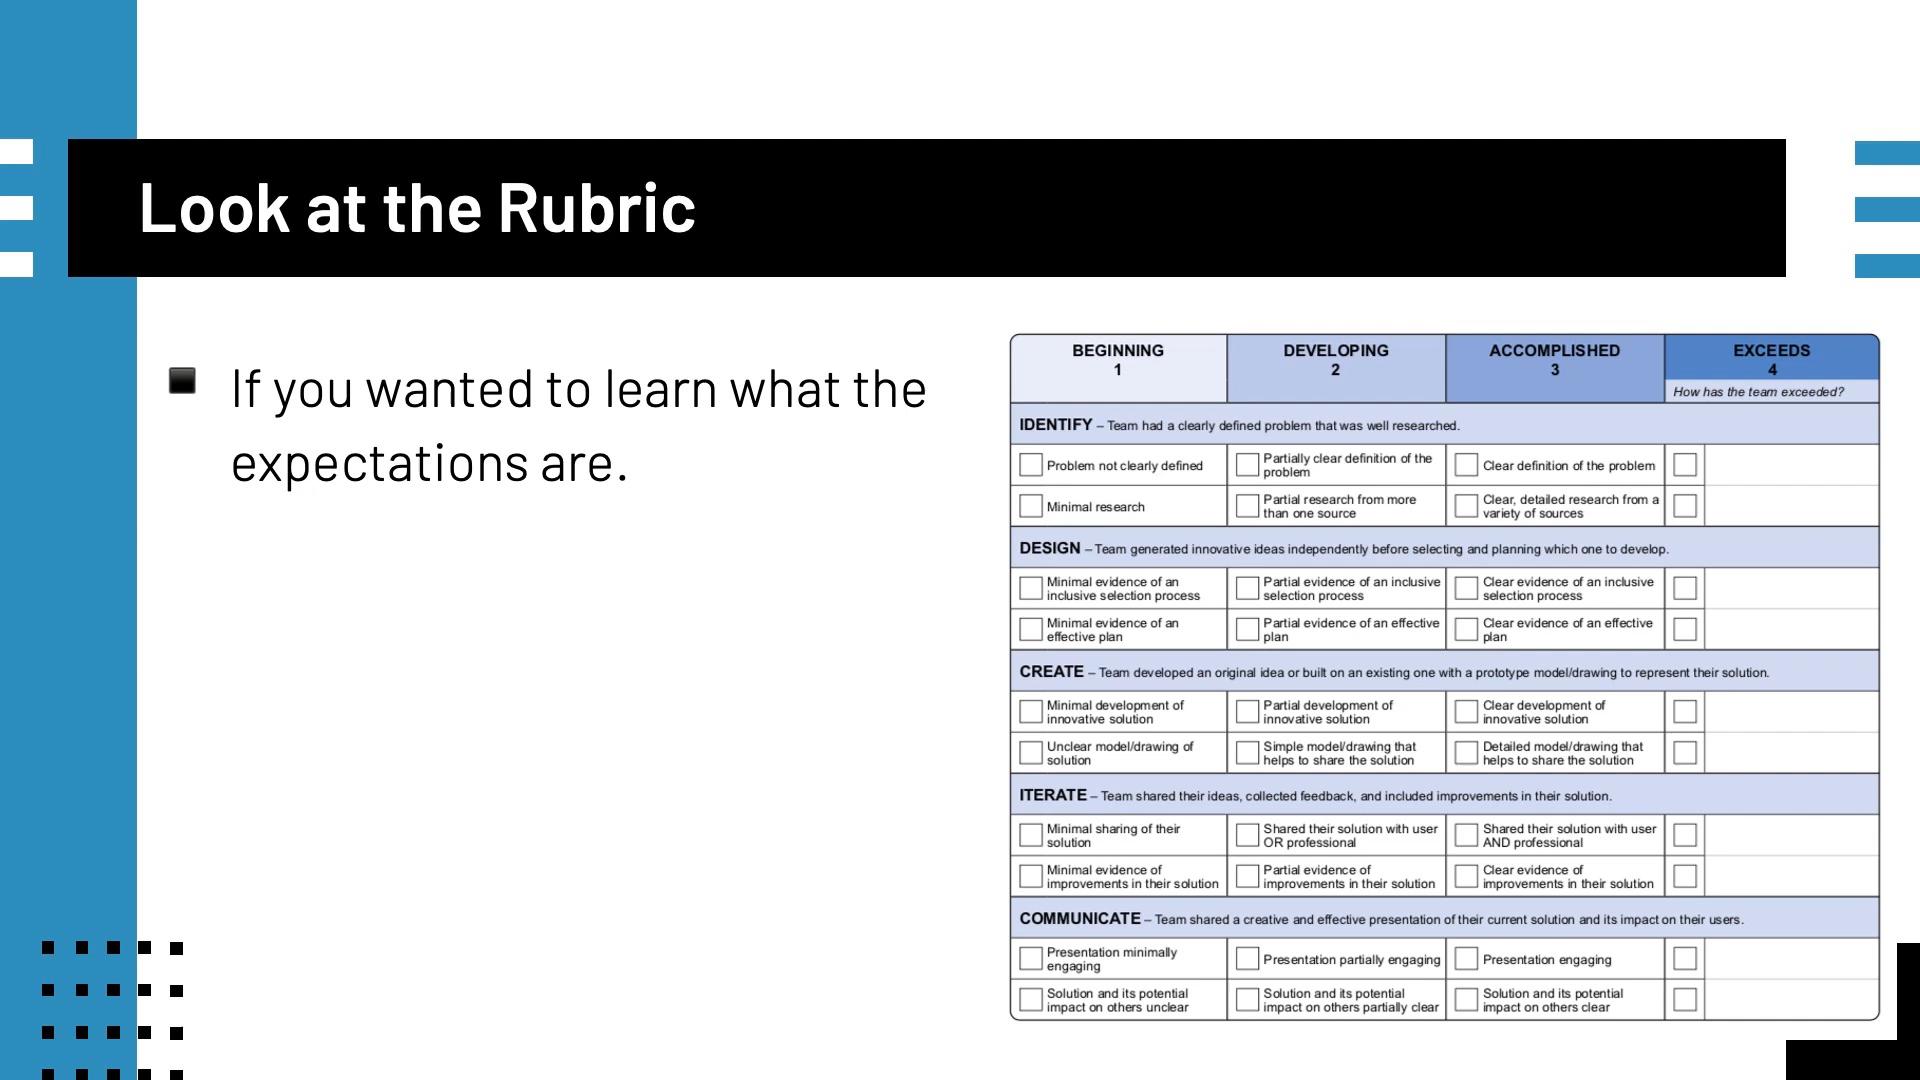 Look at the Rubric
If you wanted to learn what the
expectations are.
BEGINNING
1
DEVELOPING
2
ACCOMPLISHED
3
EXCEEDS
4
How has the team exceeded?
IDENTIFY – Team had a clearly defined problem that was well researched.
Problem not clearly defined
Partially clear definition of the
problem
Clear definition of the problem
Minimal research
Partial research from more
than one source
Clear, detailed research from a
variety of sources
DESIGN – Team generated innovative ideas independently before selecting and planning which one to develop.
Minimal evidence of an
inclusive selection process
Partial evidence of an inclusive
selection process
Clear evidence of an inclusive
selection process
Minimal evidence of an
effective plan
Partial evidence of an effective
plan
Clear evidence of an effective
plan
CREATE – Team developed an original idea or built on an existing one with a prototype model/drawing to represent their solution.
Minimal development of
innovative solution
Partial development of
innovative solution
Clear development of
innovative solution
Unclear model/drawing of
solution
Simple model/drawing that
helps to share the solution
Detailed model/drawing that
helps to share the solution
ITERATE – Team shared their ideas, collected feedback, and included improvements in their solution.
Minimal sharing of their
solution
Shared their solution with user
OR professional
Shared their solution with user
AND professional
Minimal evidence of
improvements in their solution
Partial evidence of
improvements in their solution
Clear evidence of
improvements in their solution
COMMUNICATE – Team shared a creative and effective presentation of their current solution and its impact on their users.
Presentation minimally
engaging
Presentation partially engaging
Presentation engaging
Solution and its potential
impact on others unclear
Solution and its potential
impact on others partially clear
Solution and its potential
impact on others clear